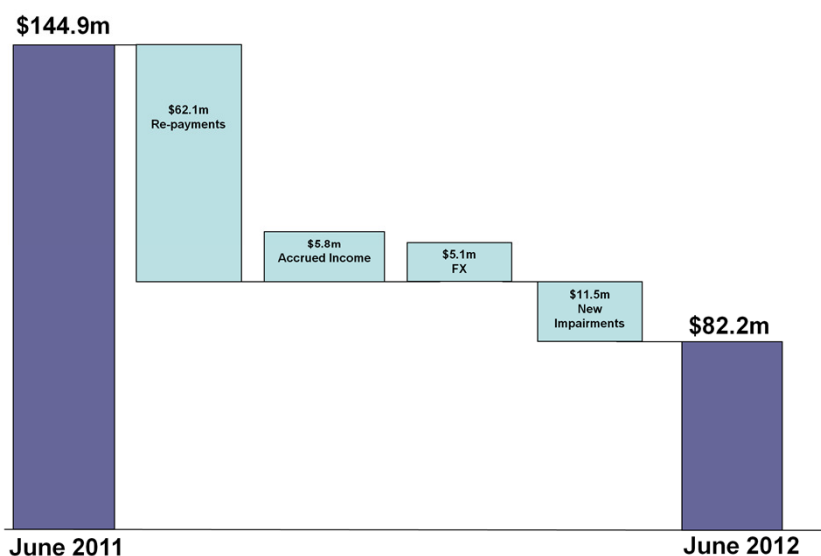 $144.9m
$62.1m
Re-payments
$5.8m
Accrued Income
$5.1m
FX
$11.5m
New
Impairments
$82.2m
June 2011
June 2012